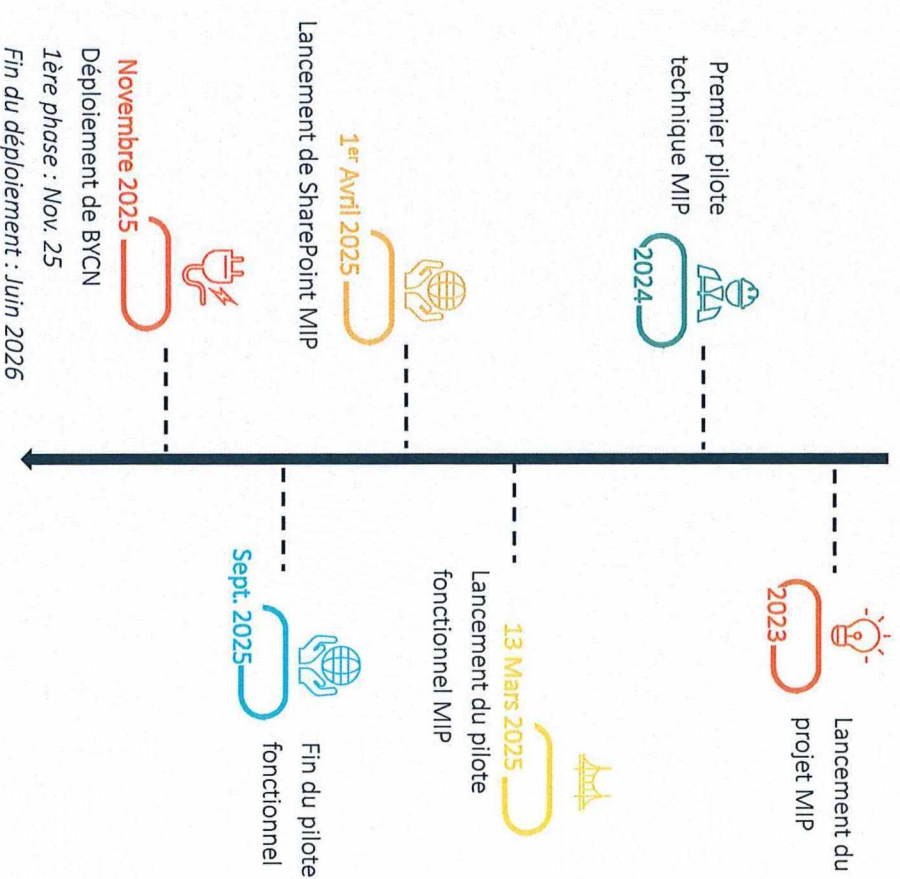 2023
Lancement du
projet MIP
Premier pilote
technique MIP
2024
13 Mars 2025
Lancement du pilote
fonctionnel MIP
1er Avril 2025
Lancement de SharePoint MIP
Sept. 2025
Fin du pilote
fonctionnel
Novembre 2025
Déploiement de BYCN
1ère phase : Nov. 25
Fin du déploiement : Juin 2026